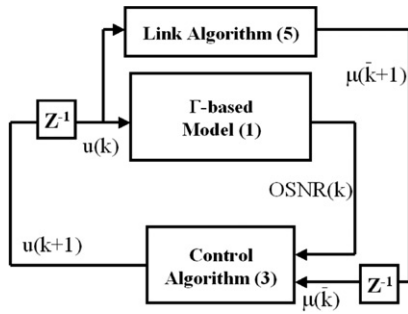 Link Algorithm (5)
μ(k̄+1)
Γ-based
Model (1)
Z⁻¹
u(k)
OSNR(k)
u(k+1)
Control
Algorithm (3)
Z⁻¹
μ(k̄)